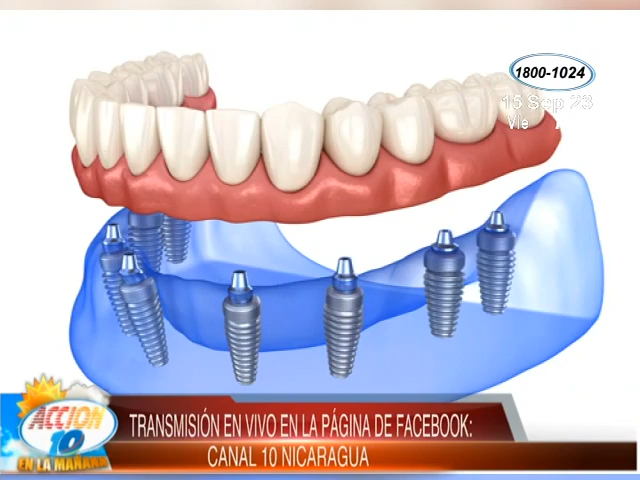 1800-1024
15 Sep 23
Vie
ACCION
10
EN LA MAÑANA
TRANSMISIÓN EN VIVO EN LA PÁGINA DE FACEBOOK:
CANAL 10 NICARAGUA